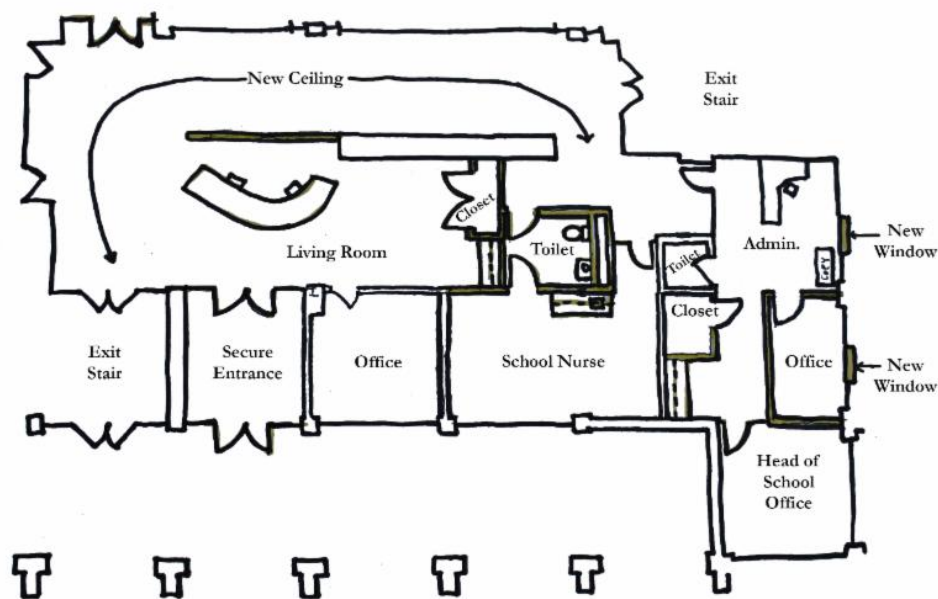 New Ceiling
Exit
Stair
Closet
Living Room
Toilet
Toilet
Admin.
New
Window
Copy
Closet
Exit
Stair
Secure
Entrance
Office
School Nurse
Office
New
Window
Head of
School
Office